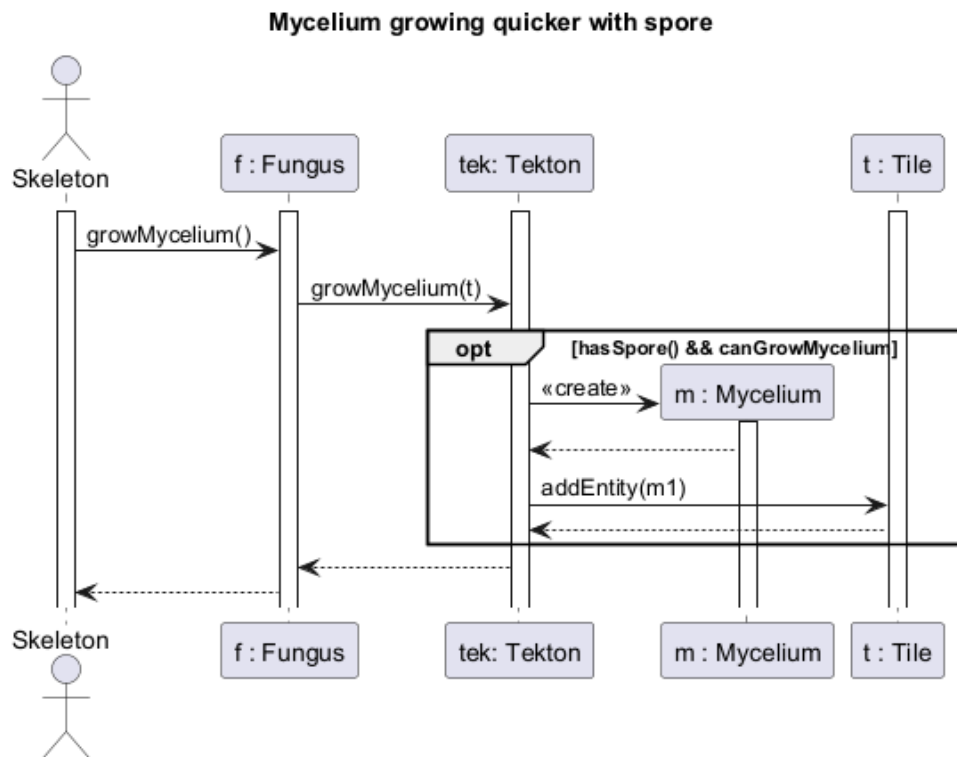 Mycelium growing quicker with spore
Skeleton
f : Fungus
tek: Tekton
t : Tile
growMycelium()
growMycelium(t)
opt
[hasSpore() && canGrowMycelium]
«create»
m : Mycelium
addEntity(m1)
Skeleton
f : Fungus
tek: Tekton
m : Mycelium
t : Tile